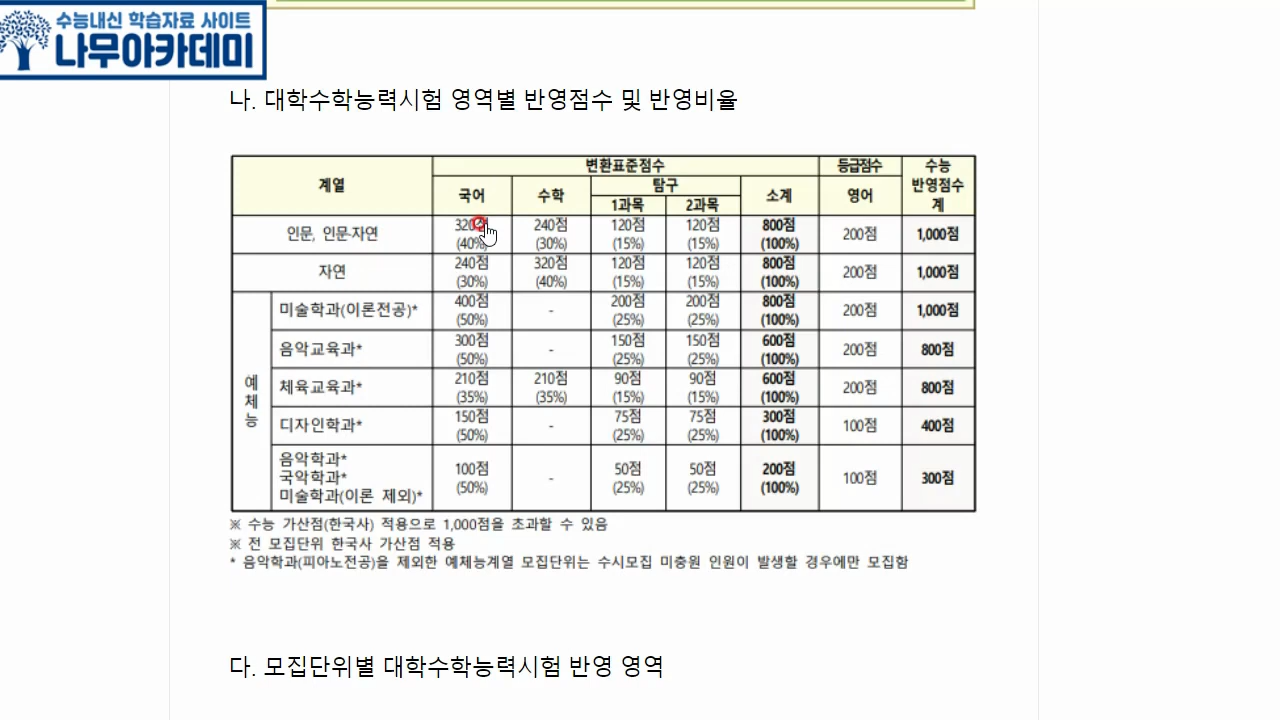 수능내신 학습자료 사이트
나무아카데미
나. 대학수학능력시험 영역별 반영점수 및 반영비율
계열 변환표준점수 등급점수 수능 반영점수 계
국어 수학 탐구 소계 영어
1과목 2과목
인문, 인문·자연 (40%) 240점 (30%) 120점 (15%) 120점 (15%) 800점 (100%) 200점 1,000점
자연 240점 (30%) 320점 (40%) 120점 (15%) 120점 (15%) 800점 (100%) 200점 1,000점
예체능
미술학과(이론전공)* 400점 (50%) - 200점 (25%) 200점 (25%) 800점 (100%) 200점 1,000점
음악교육과* 300점 (50%) - 150점 (25%) 150점 (25%) 600점 (100%) 200점 800점
체육교육과* 210점 (35%) 210점 (35%) 90점 (15%) 90점 (15%) 600점 (100%) 200점 800점
디자인학과* 150점 (50%) - 75점 (25%) 75점 (25%) 300점 (100%) 100점 400점
음악학과*
국악학과*
미술학과(이론 제외)* 100점 (50%) - 50점 (25%) 50점 (25%) 200점 (100%) 100점 300점
※ 수능 가산점(한국사) 적용으로 1,000점을 초과할 수 있음
※ 전 모집단위 한국사 가산점 적용
* 음악학과(피아노전공)을 제외한 예체능계열 모집단위는 수시모집 미충원 인원이 발생할 경우에만 모집함
다. 모집단위별 대학수학능력시험 반영 영역